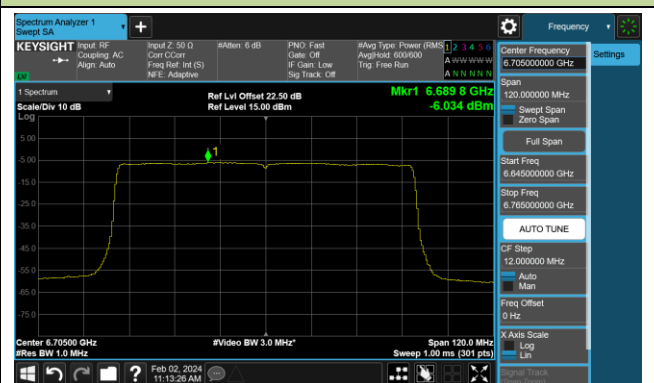 Spectrum Analyzer 1
Swept SA
Frequency
KEYSIGHT
Input: RF
Coupling: AC
Align: Auto
Input Z: 50 Ω
Corr CCorr
Freq Ref: Int (S)
NFE: Adaptive
#Atten: 6 dB
PNO: Fast
Gate: Off
IF Gain: Low
Sig Track: Off
#Avg Type: Power (RMS)
Avg|Hold: 600/600
Trig: Free Run
1 2 3 4 5 6
A W W W W W
A N N N N N
LXI
1 Spectrum
Scale/Div 10 dB
Log
Ref Lvl Offset 22.50 dB
Ref Level 15.00 dBm
Mkr1 6.689 8 GHz
-6.034 dBm
1
5.00
-5.00
-15.0
-25.0
-35.0
-45.0
-55.0
-65.0
-75.0
Center 6.70500 GHz
#Res BW 1.0 MHz
#Video BW 3.0 MHz*
Span 120.0 MHz
Sweep 1.00 ms (301 pts)
Center Frequency
6.705000000 GHz
Settings
Span
120.000000 MHz
Swept Span
Zero Span
Full Span
Start Freq
6.645000000 GHz
Stop Freq
6.765000000 GHz
AUTO TUNE
CF Step
12.000000 MHz
Auto
Man
Freq Offset
0 Hz
X Axis Scale
Log
Lin
Signal Track
?
Feb 02, 2024
11:13:26 AM